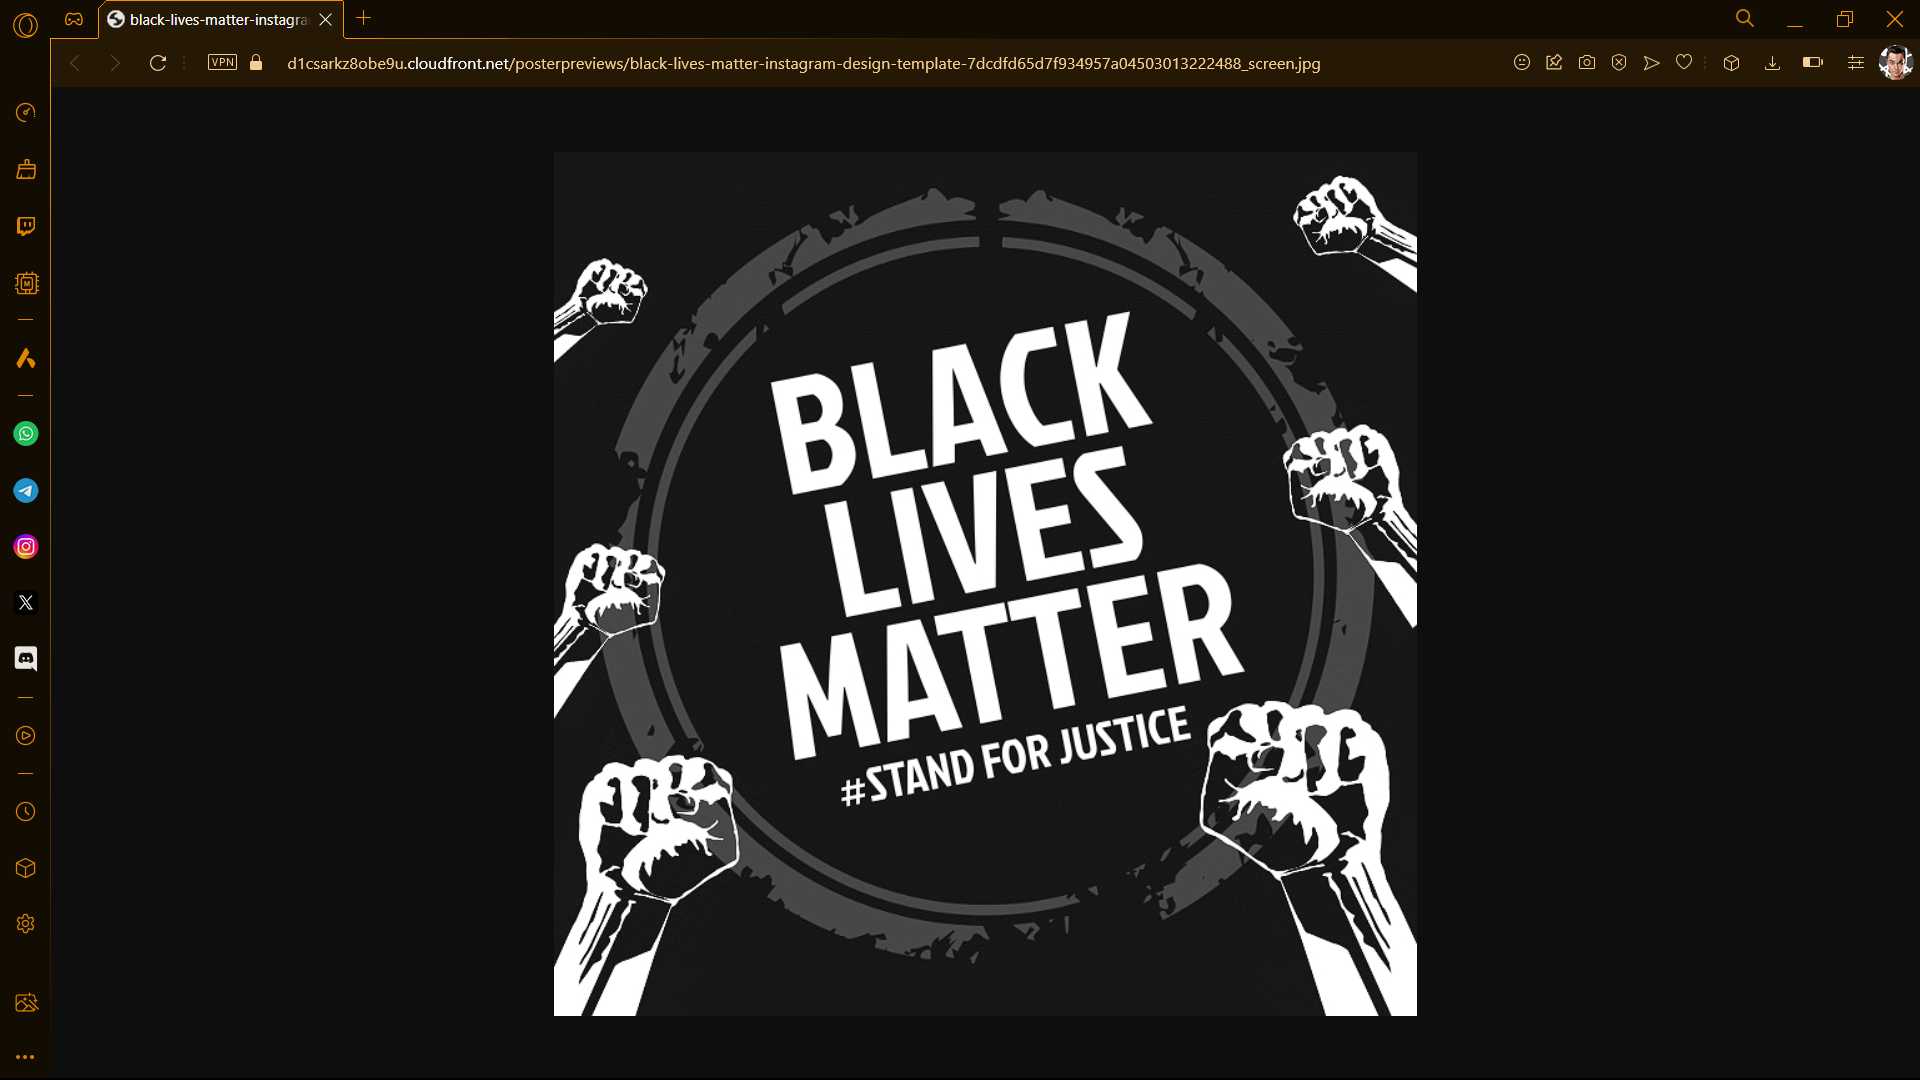 black-lives-matter-instagra
VPN
d1csarkz8obe9u.cloudfront.net/posterpreviews/black-lives-matter-instagram-design-template-7dcdfd65d7f934957a04503013222488_screen.jpg
M
BLACK
LIVES
MATTER
#STAND FOR JUSTICE